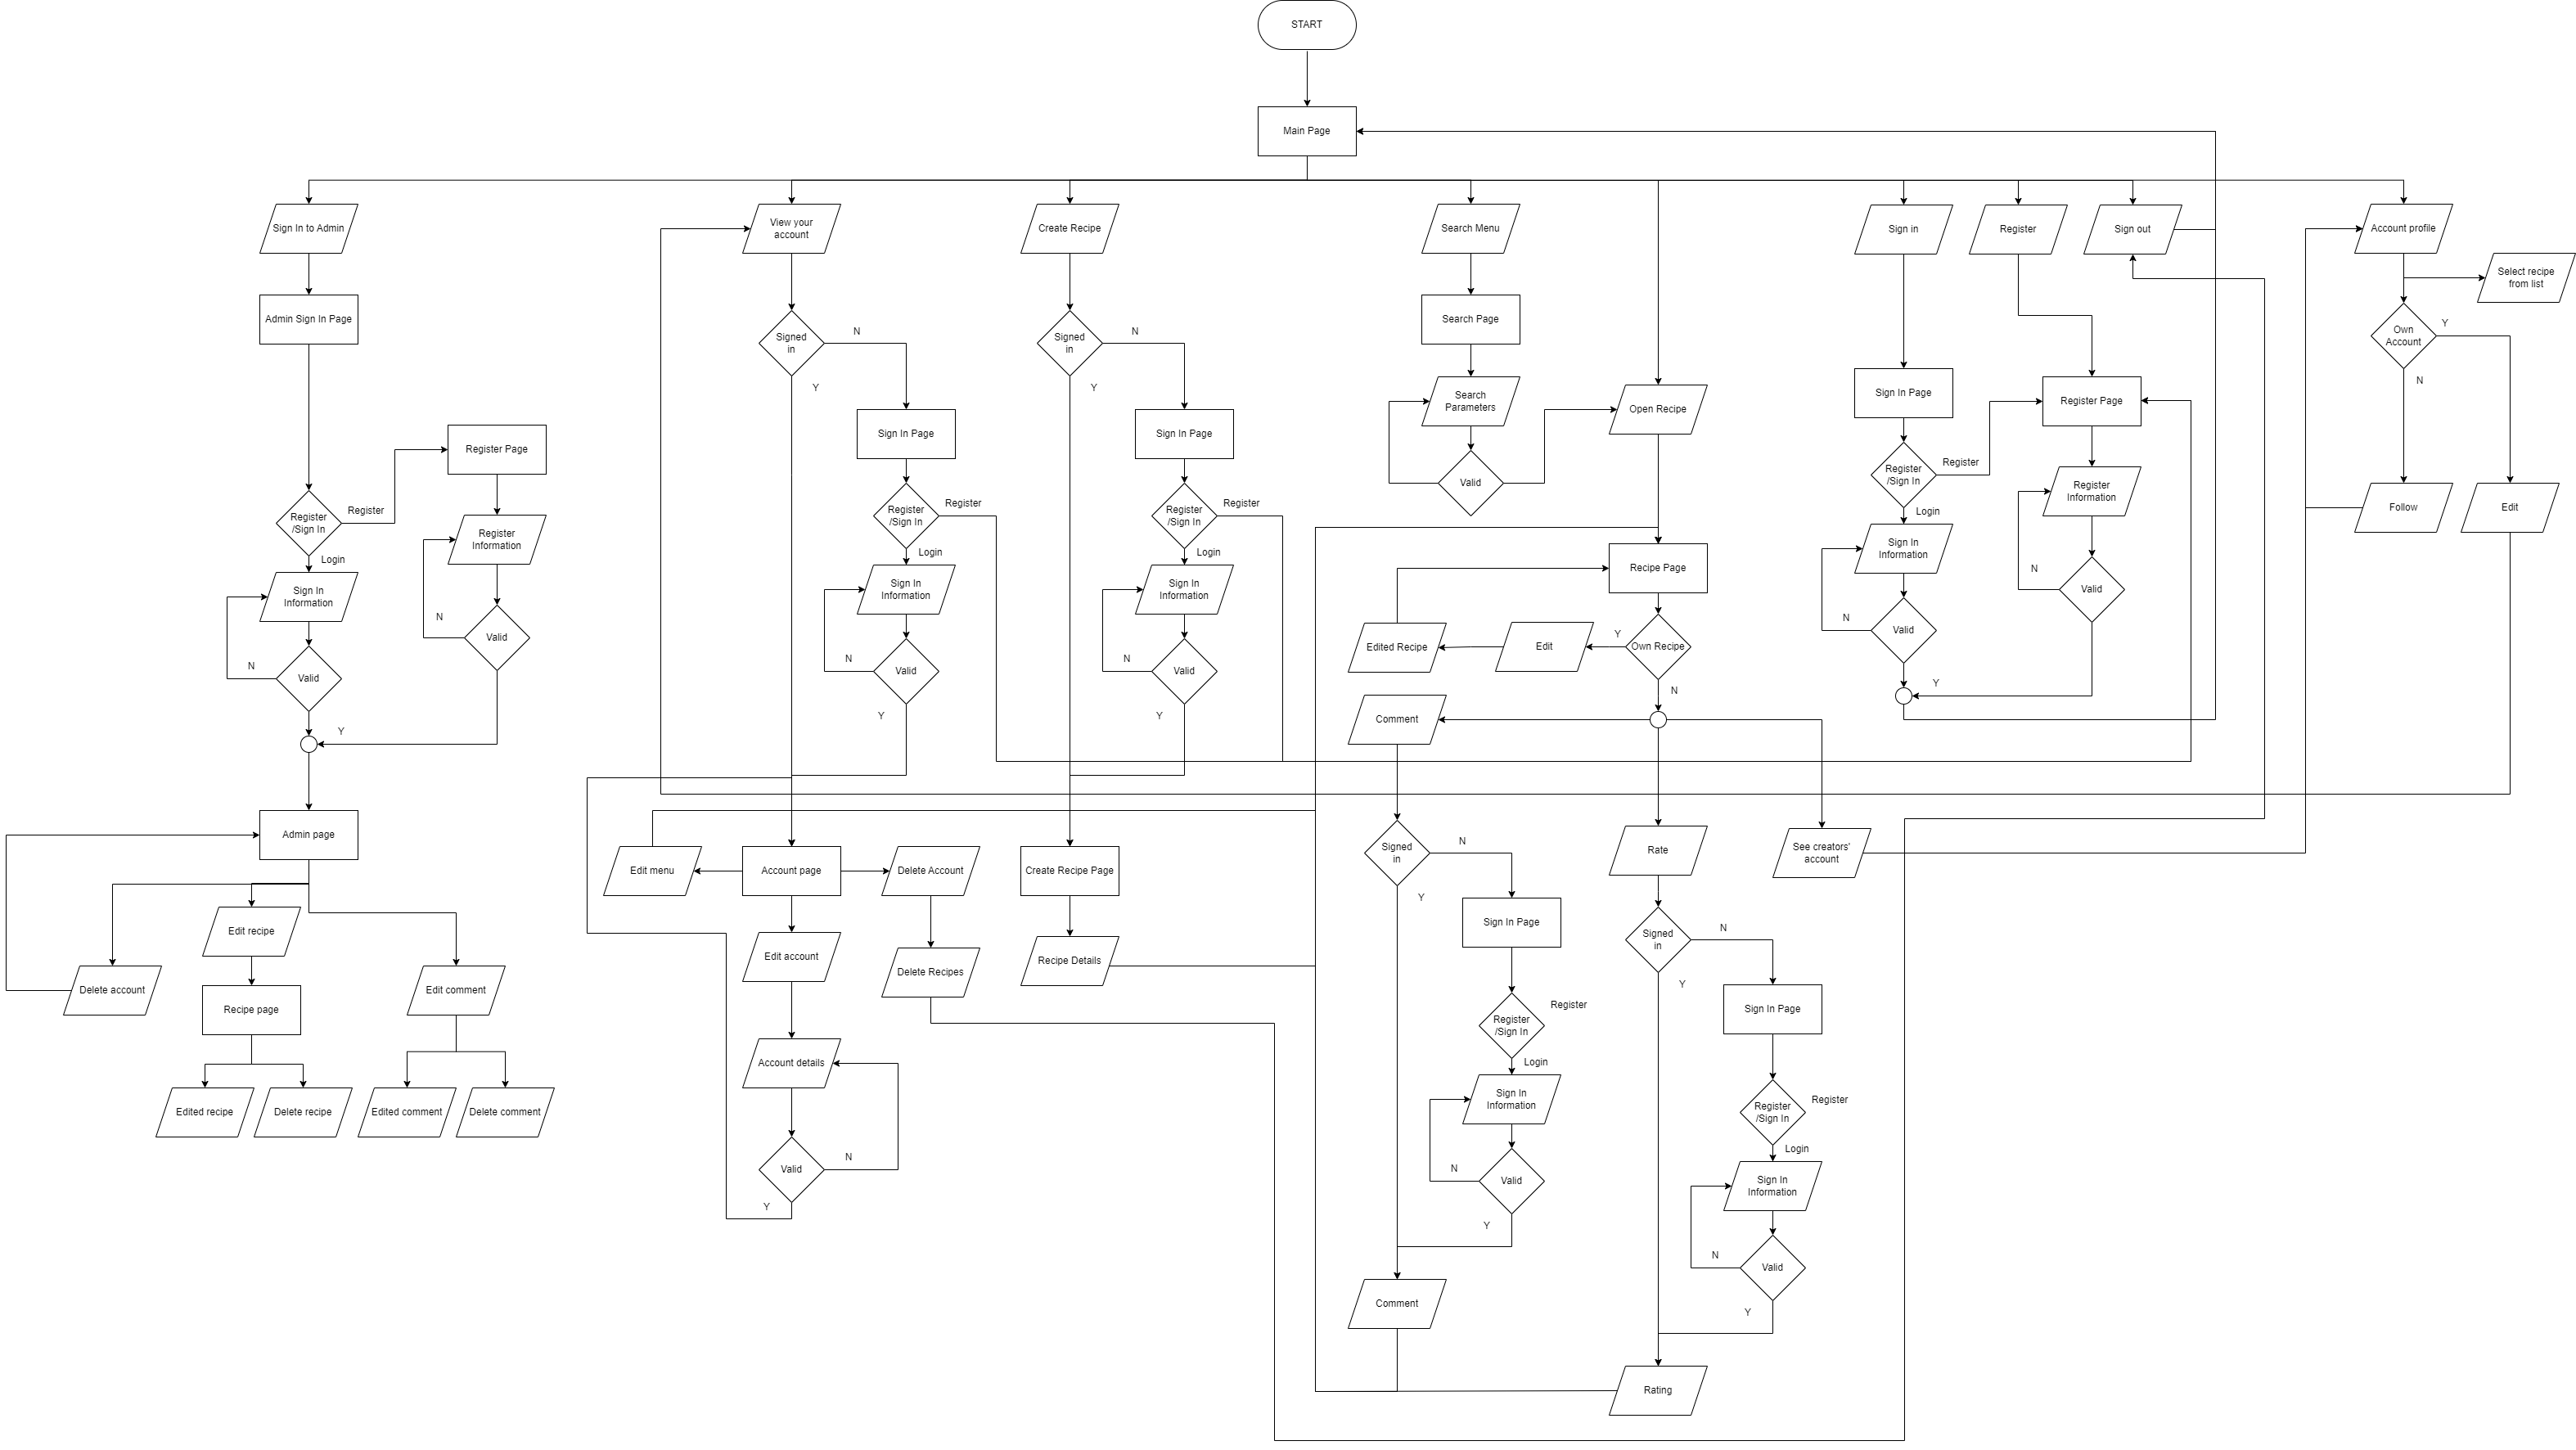 START
Main Page
Sign In to Admin
View your
account
Create Recipe
Search Menu
Sign in
Register
Sign out
Account profile
Select recipe
from list
Admin Sign In Page
Signed
in
N
Y
Signed
in
N
Y
Search Page
Own
Account
Y
N
Search
Parameters
Valid
Open Recipe
Sign In Page
Register Page
Register
/Sign In
Register
Login
Register
Information
Sign In
Information
N
Valid
N
Valid
Y
Follow
Edit
Register Page
Register
/Sign In
Register
Login
Register
Information
Sign In
Information
N
Valid
N
Valid
Y
Sign In Page
Register
/Sign In
Register
Login
Sign In
Information
N
Valid
Y
Sign In Page
Register
/Sign In
Register
Login
Sign In
Information
N
Valid
Y
Recipe Page
Own Recipe
Y
N
Edit
Edited Recipe
Comment
Rate
See creators'
account
Admin page
Delete account
Edit recipe
Recipe page
Edit comment
Edited recipe
Delete recipe
Edited comment
Delete comment
Edit menu
Account page
Delete Account
Edit account
Delete Recipes
Account details
Valid
N
Y
Create Recipe Page
Recipe Details
Signed
in
N
Y
Sign In Page
Register
/Sign In
Register
Login
Sign In
Information
N
Valid
Y
Comment
Signed
in
N
Y
Sign In Page
Register
/Sign In
Register
Login
Sign In
Information
N
Valid
Y
Rating